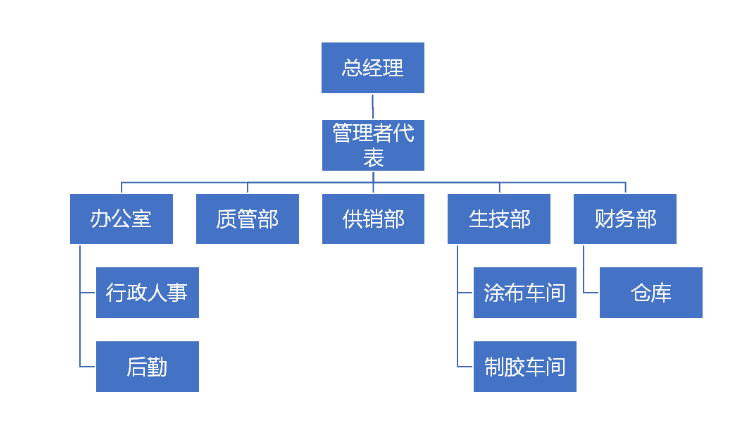 总经理
管理者代
表
办公室
质管部
供销部
生技部
财务部
行政人事
涂布车间
仓库
后勤
制胶车间